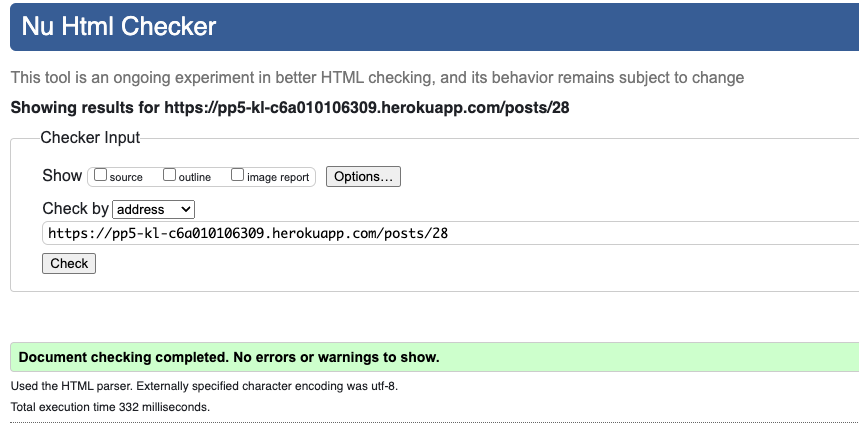 Nu Html Checker
This tool is an ongoing experiment in better HTML checking, and its behavior remains subject to change
Showing results for https://pp5-kl-c6a010106309.herokuapp.com/posts/28
Checker Input
Show source outline image report Options...
Check by address
https://pp5-kl-c6a010106309.herokuapp.com/posts/28
Check
Document checking completed. No errors or warnings to show.
Used the HTML parser. Externally specified character encoding was utf-8.
Total execution time 332 milliseconds.